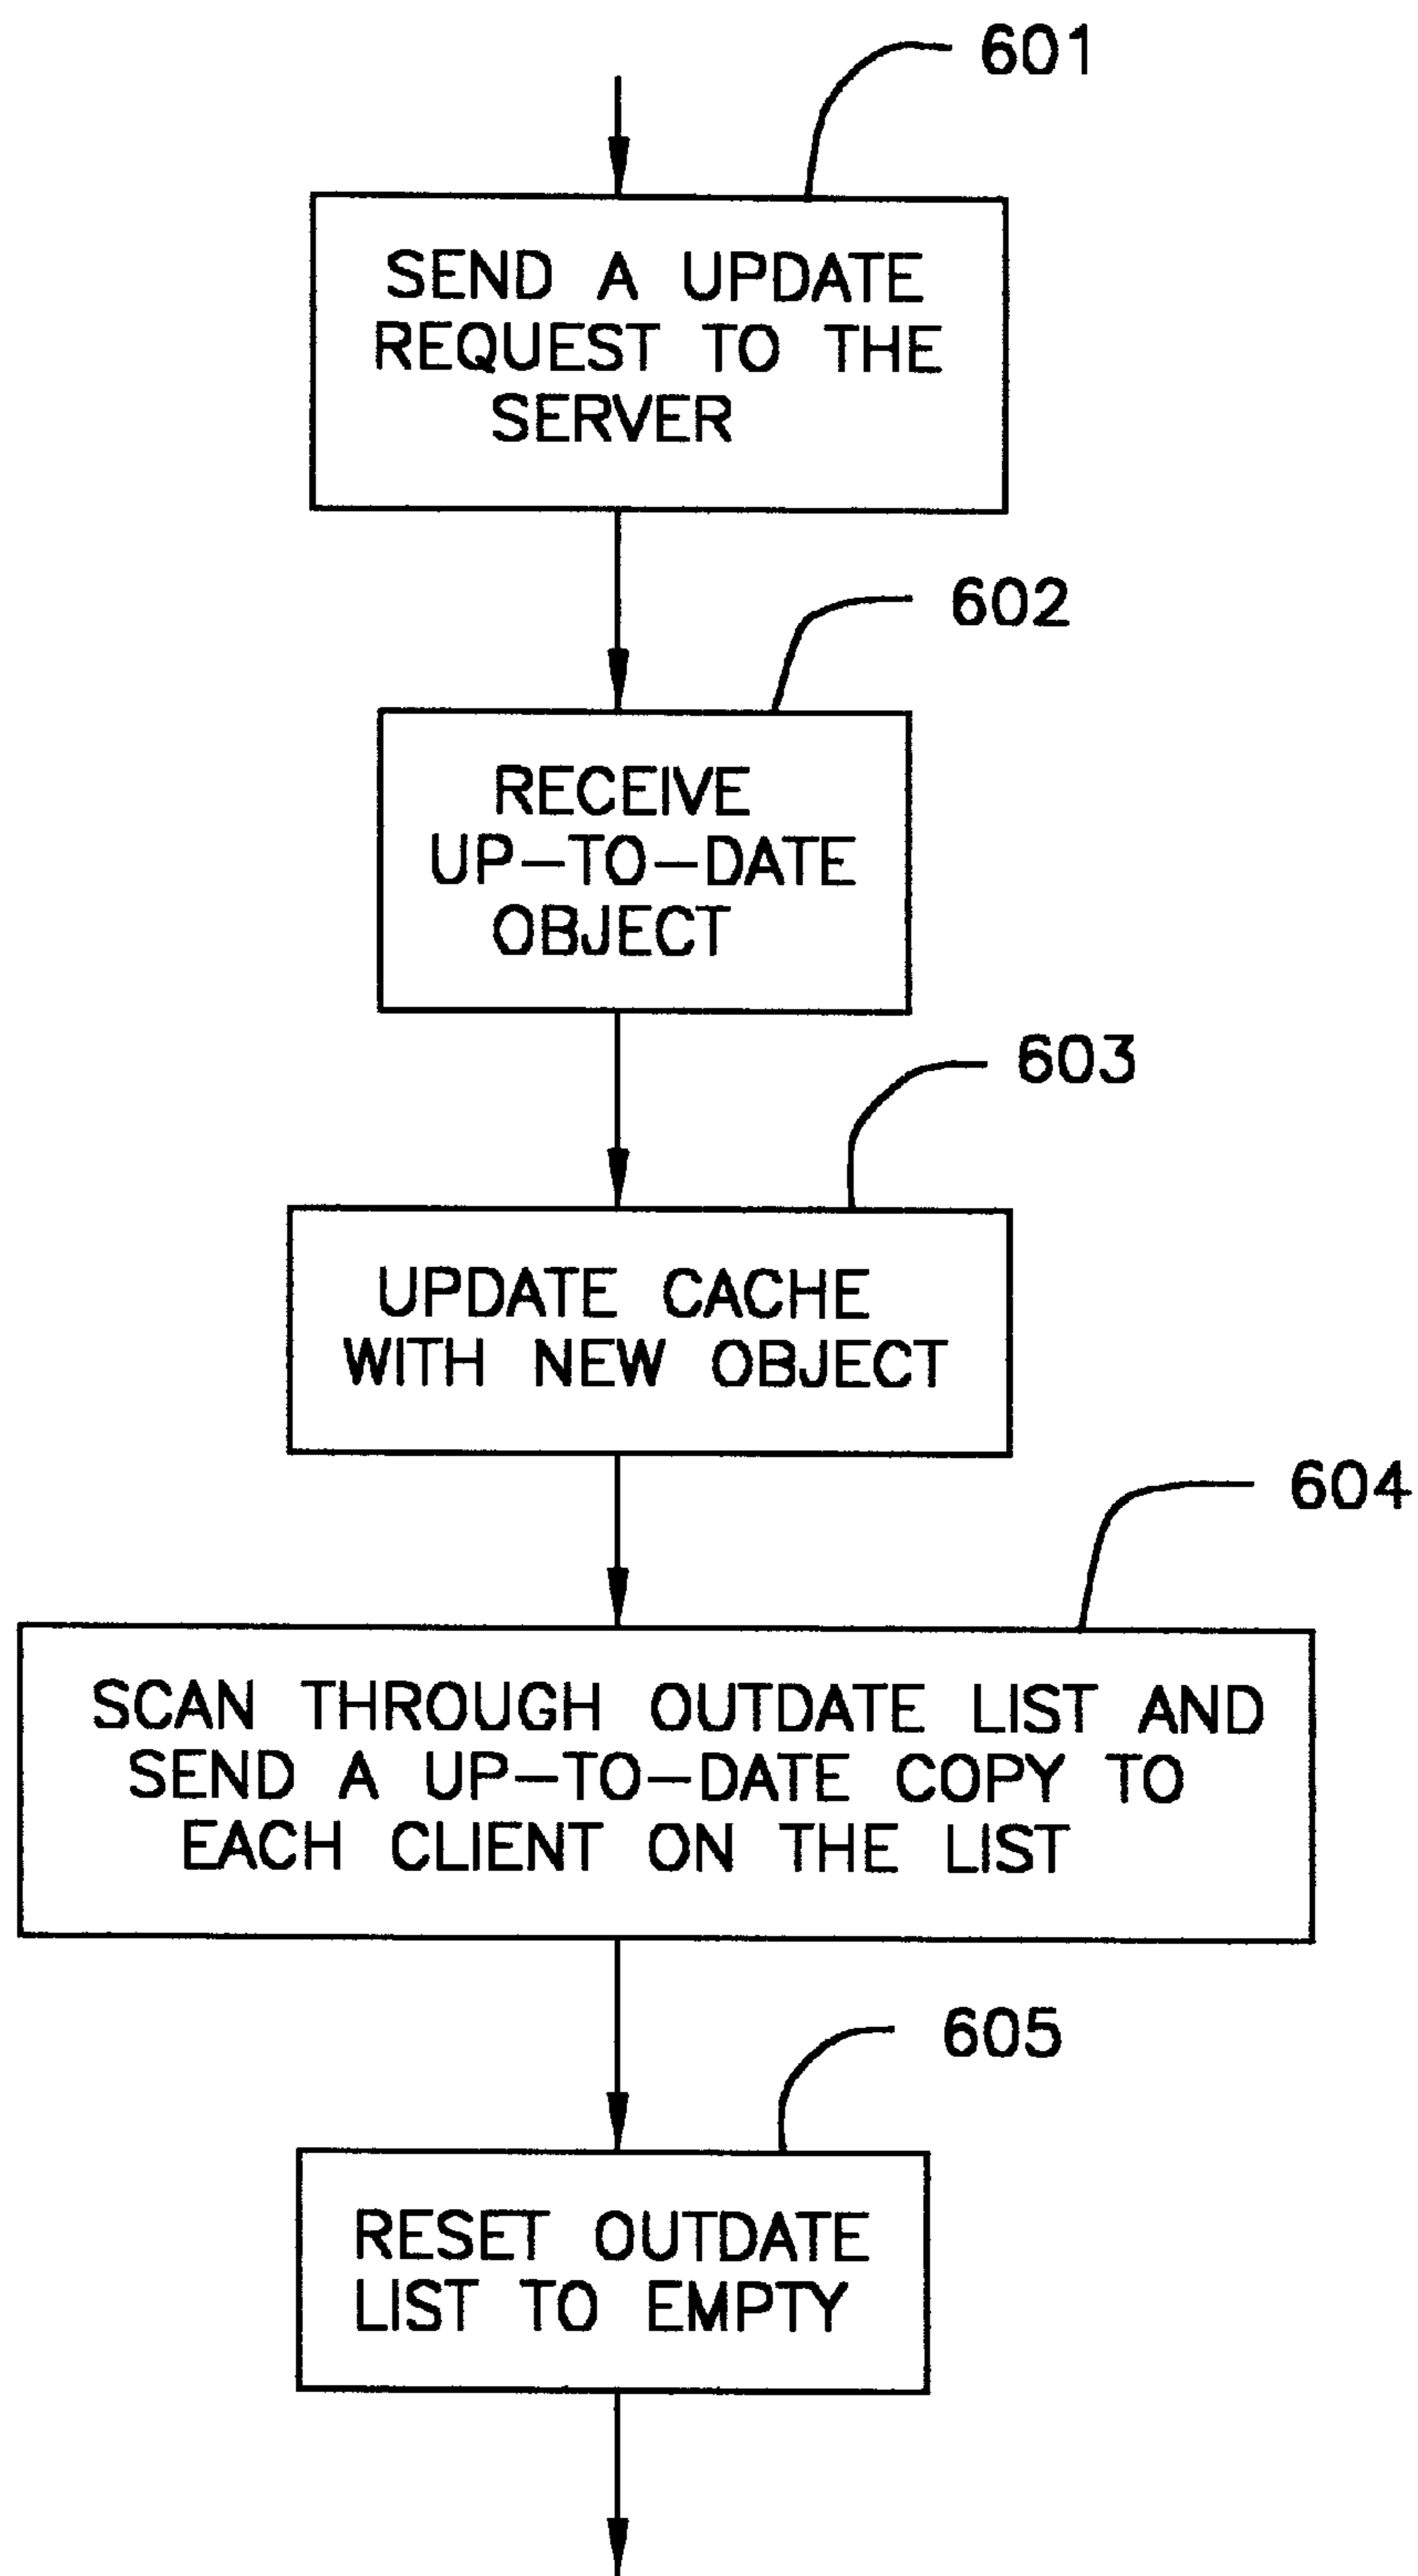 601
SEND A UPDATE
REQUEST TO THE
SERVER
602
RECEIVE
UP-TO-DATE
OBJECT
603
UPDATE CACHE
WITH NEW OBJECT
604
SCAN THROUGH OUTDATE LIST AND
SEND A UP-TO-DATE COPY TO
EACH CLIENT ON THE LIST
605
RESET OUTDATE
LIST TO EMPTY